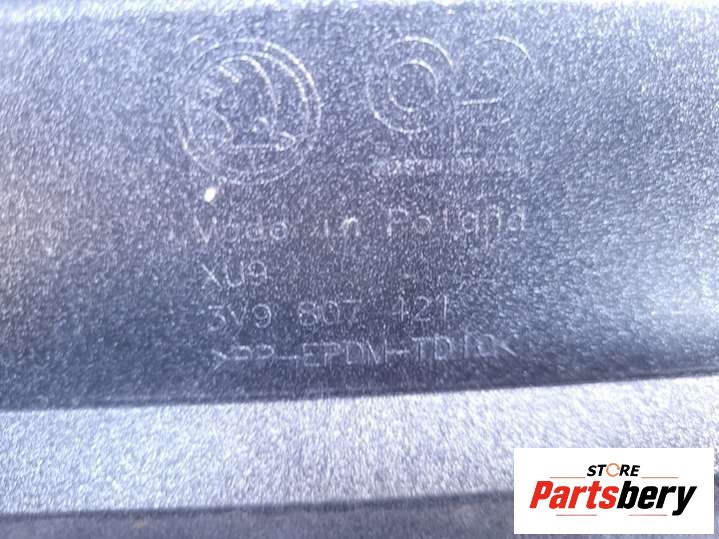 Made in Poland
XU9
3V9 807 421
>PP-EPDM-TD10<
STORE
Partsbery